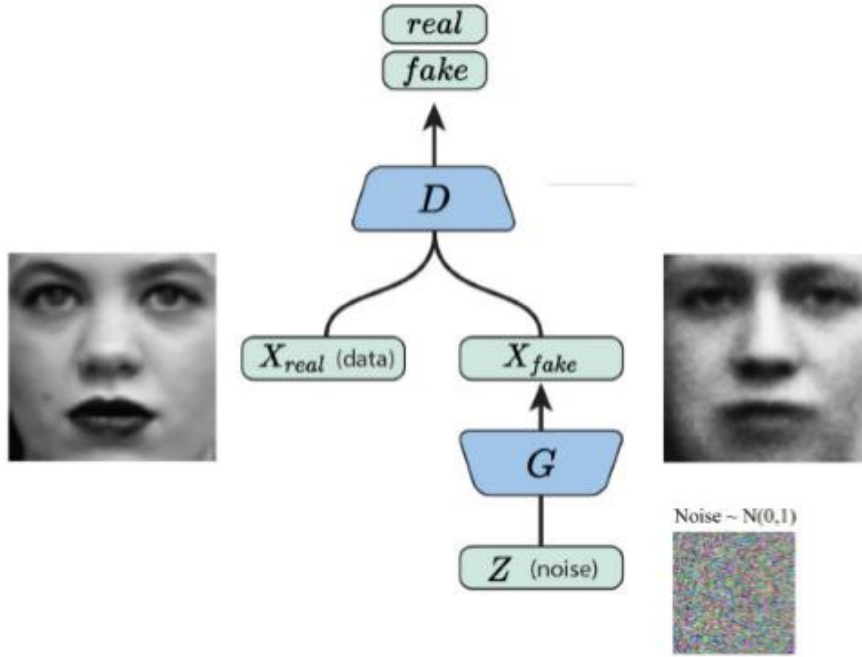 real
fake
D
X_real (data)
X_fake
G
Noise ~ N(0,1)
Z (noise)